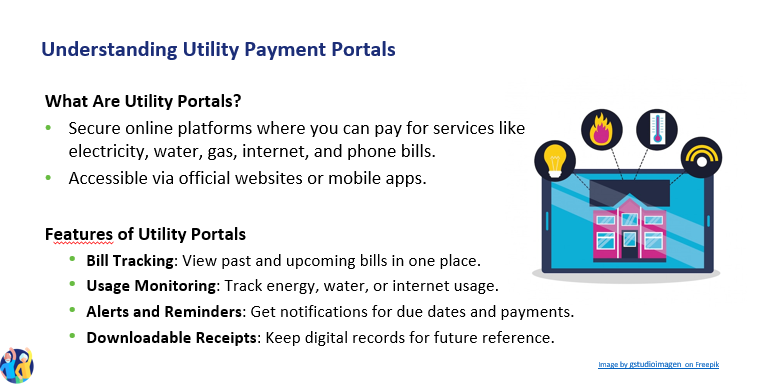 Understanding Utility Payment Portals
What Are Utility Portals?
• Secure online platforms where you can pay for services like
electricity, water, gas, internet, and phone bills.
• Accessible via official websites or mobile apps.
Features of Utility Portals
• Bill Tracking: View past and upcoming bills in one place.
• Usage Monitoring: Track energy, water, or internet usage.
• Alerts and Reminders: Get notifications for due dates and payments.
• Downloadable Receipts: Keep digital records for future reference.
Image by gstudioimagen on Freepik